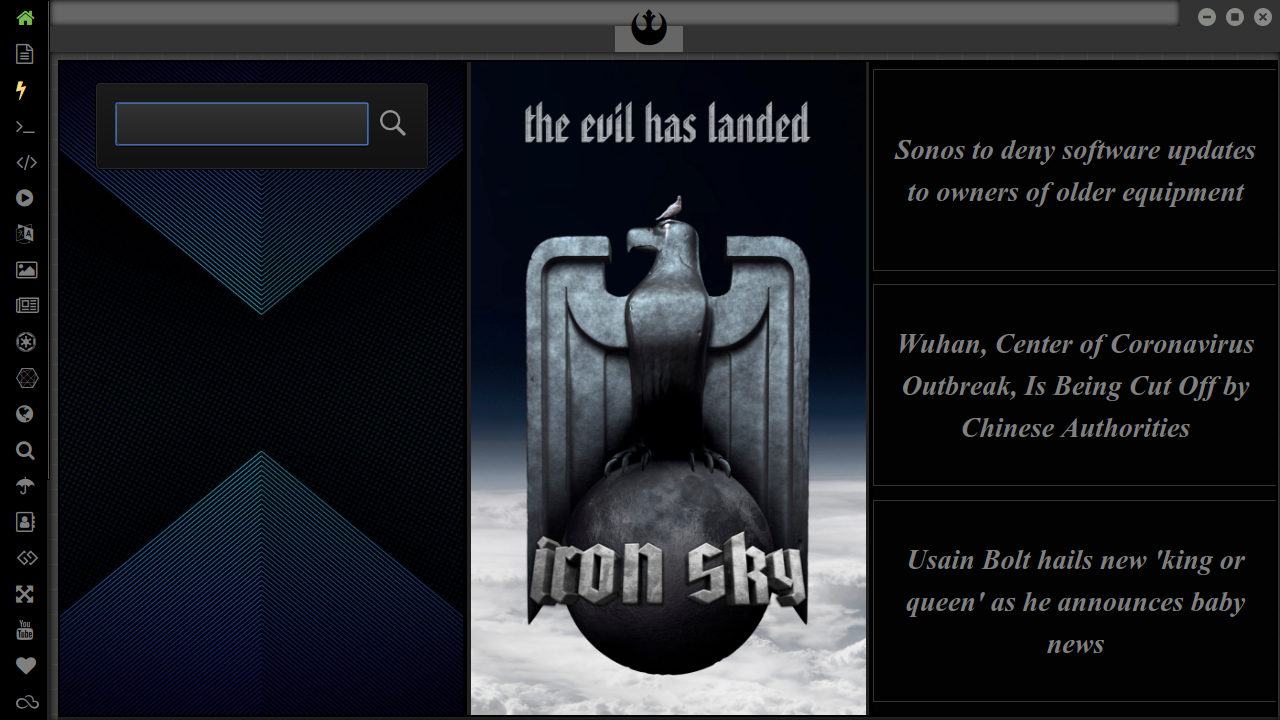 the evil has landed
iron sky
Sonos to deny software updates
to owners of older equipment
Wuhan, Center of Coronavirus
Outbreak, Is Being Cut Off by
Chinese Authorities
Usain Bolt hails new 'king or
queen' as he announces baby
news
You
Tube